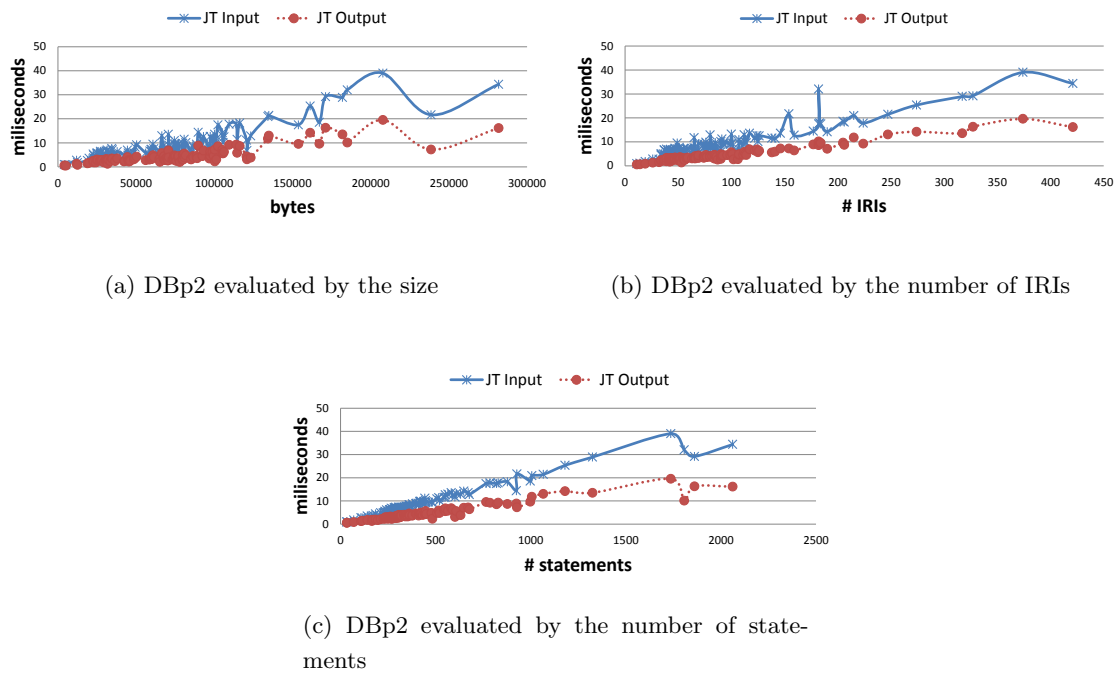 JT Input JT Output
50
40
30
20
10
0
miliseconds
0 50000 100000 150000 200000 250000 300000
bytes
(a) DBp2 evaluated by the size
JT Input JT Output
50
40
30
20
10
0
miliseconds
0 50 100 150 200 250 300 350 400 450
# IRIs
(b) DBp2 evaluated by the number of IRIs
JT Input JT Output
50
40
30
20
10
0
miliseconds
0 500 1000 1500 2000 2500
# statements
(c) DBp2 evaluated by the number of state-
ments